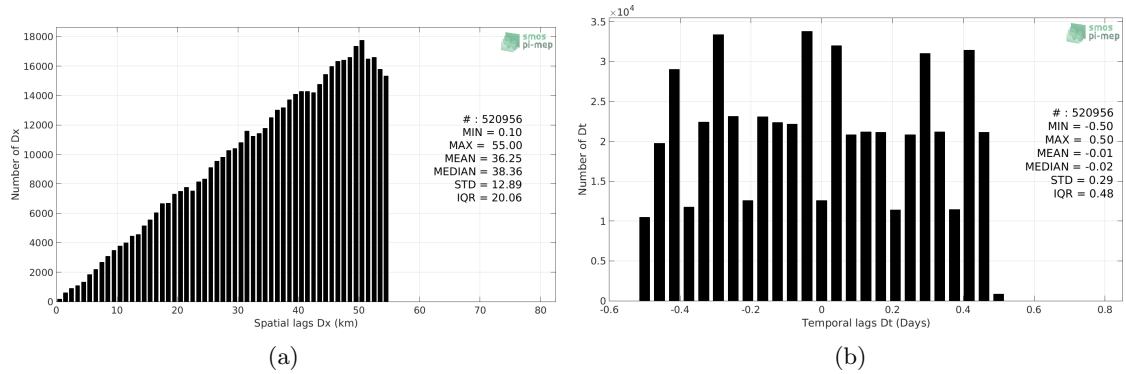 smos
pi-mep
18000
16000
14000
12000
10000
8000
6000
4000
2000
0
Number of Dx
# : 520956
MIN = 0.10
MAX = 55.00
MEAN = 36.25
MEDIAN = 38.36
STD = 12.89
IQR = 20.06
0 10 20 30 40 50 60 70 80
Spatial lags Dx (km)
(a)
×10⁴
smos
pi-mep
3.5
3
2.5
2
1.5
1
0.5
0
Number of Dt
# : 520956
MIN = -0.50
MAX = 0.50
MEAN = -0.01
MEDIAN = -0.02
STD = 0.29
IQR = 0.48
-0.6 -0.4 -0.2 0 0.2 0.4 0.6 0.8
Temporal lags Dt (Days)
(b)